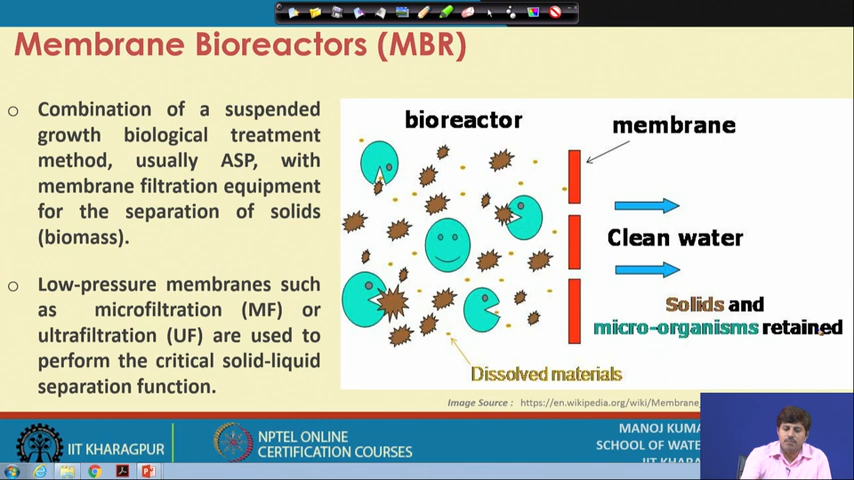 Membrane Bioreactors (MBR)
o Combination of a suspended
growth biological treatment
method, usually ASP, with
membrane filtration equipment
for the separation of solids
(biomass).
o Low-pressure membranes such
as microfiltration (MF) or
ultrafiltration (UF) are used to
perform the critical solid-liquid
separation function.
bioreactor
membrane
Clean water
Solids and
micro-organisms retained
Dissolved materials
Image Source : https://en.wikipedia.org/wiki/Membrane_
IIT KHARAGPUR
NPTEL ONLINE
CERTIFICATION COURSES
MANOJ KUMA
SCHOOL OF WATE
IIT KHARA